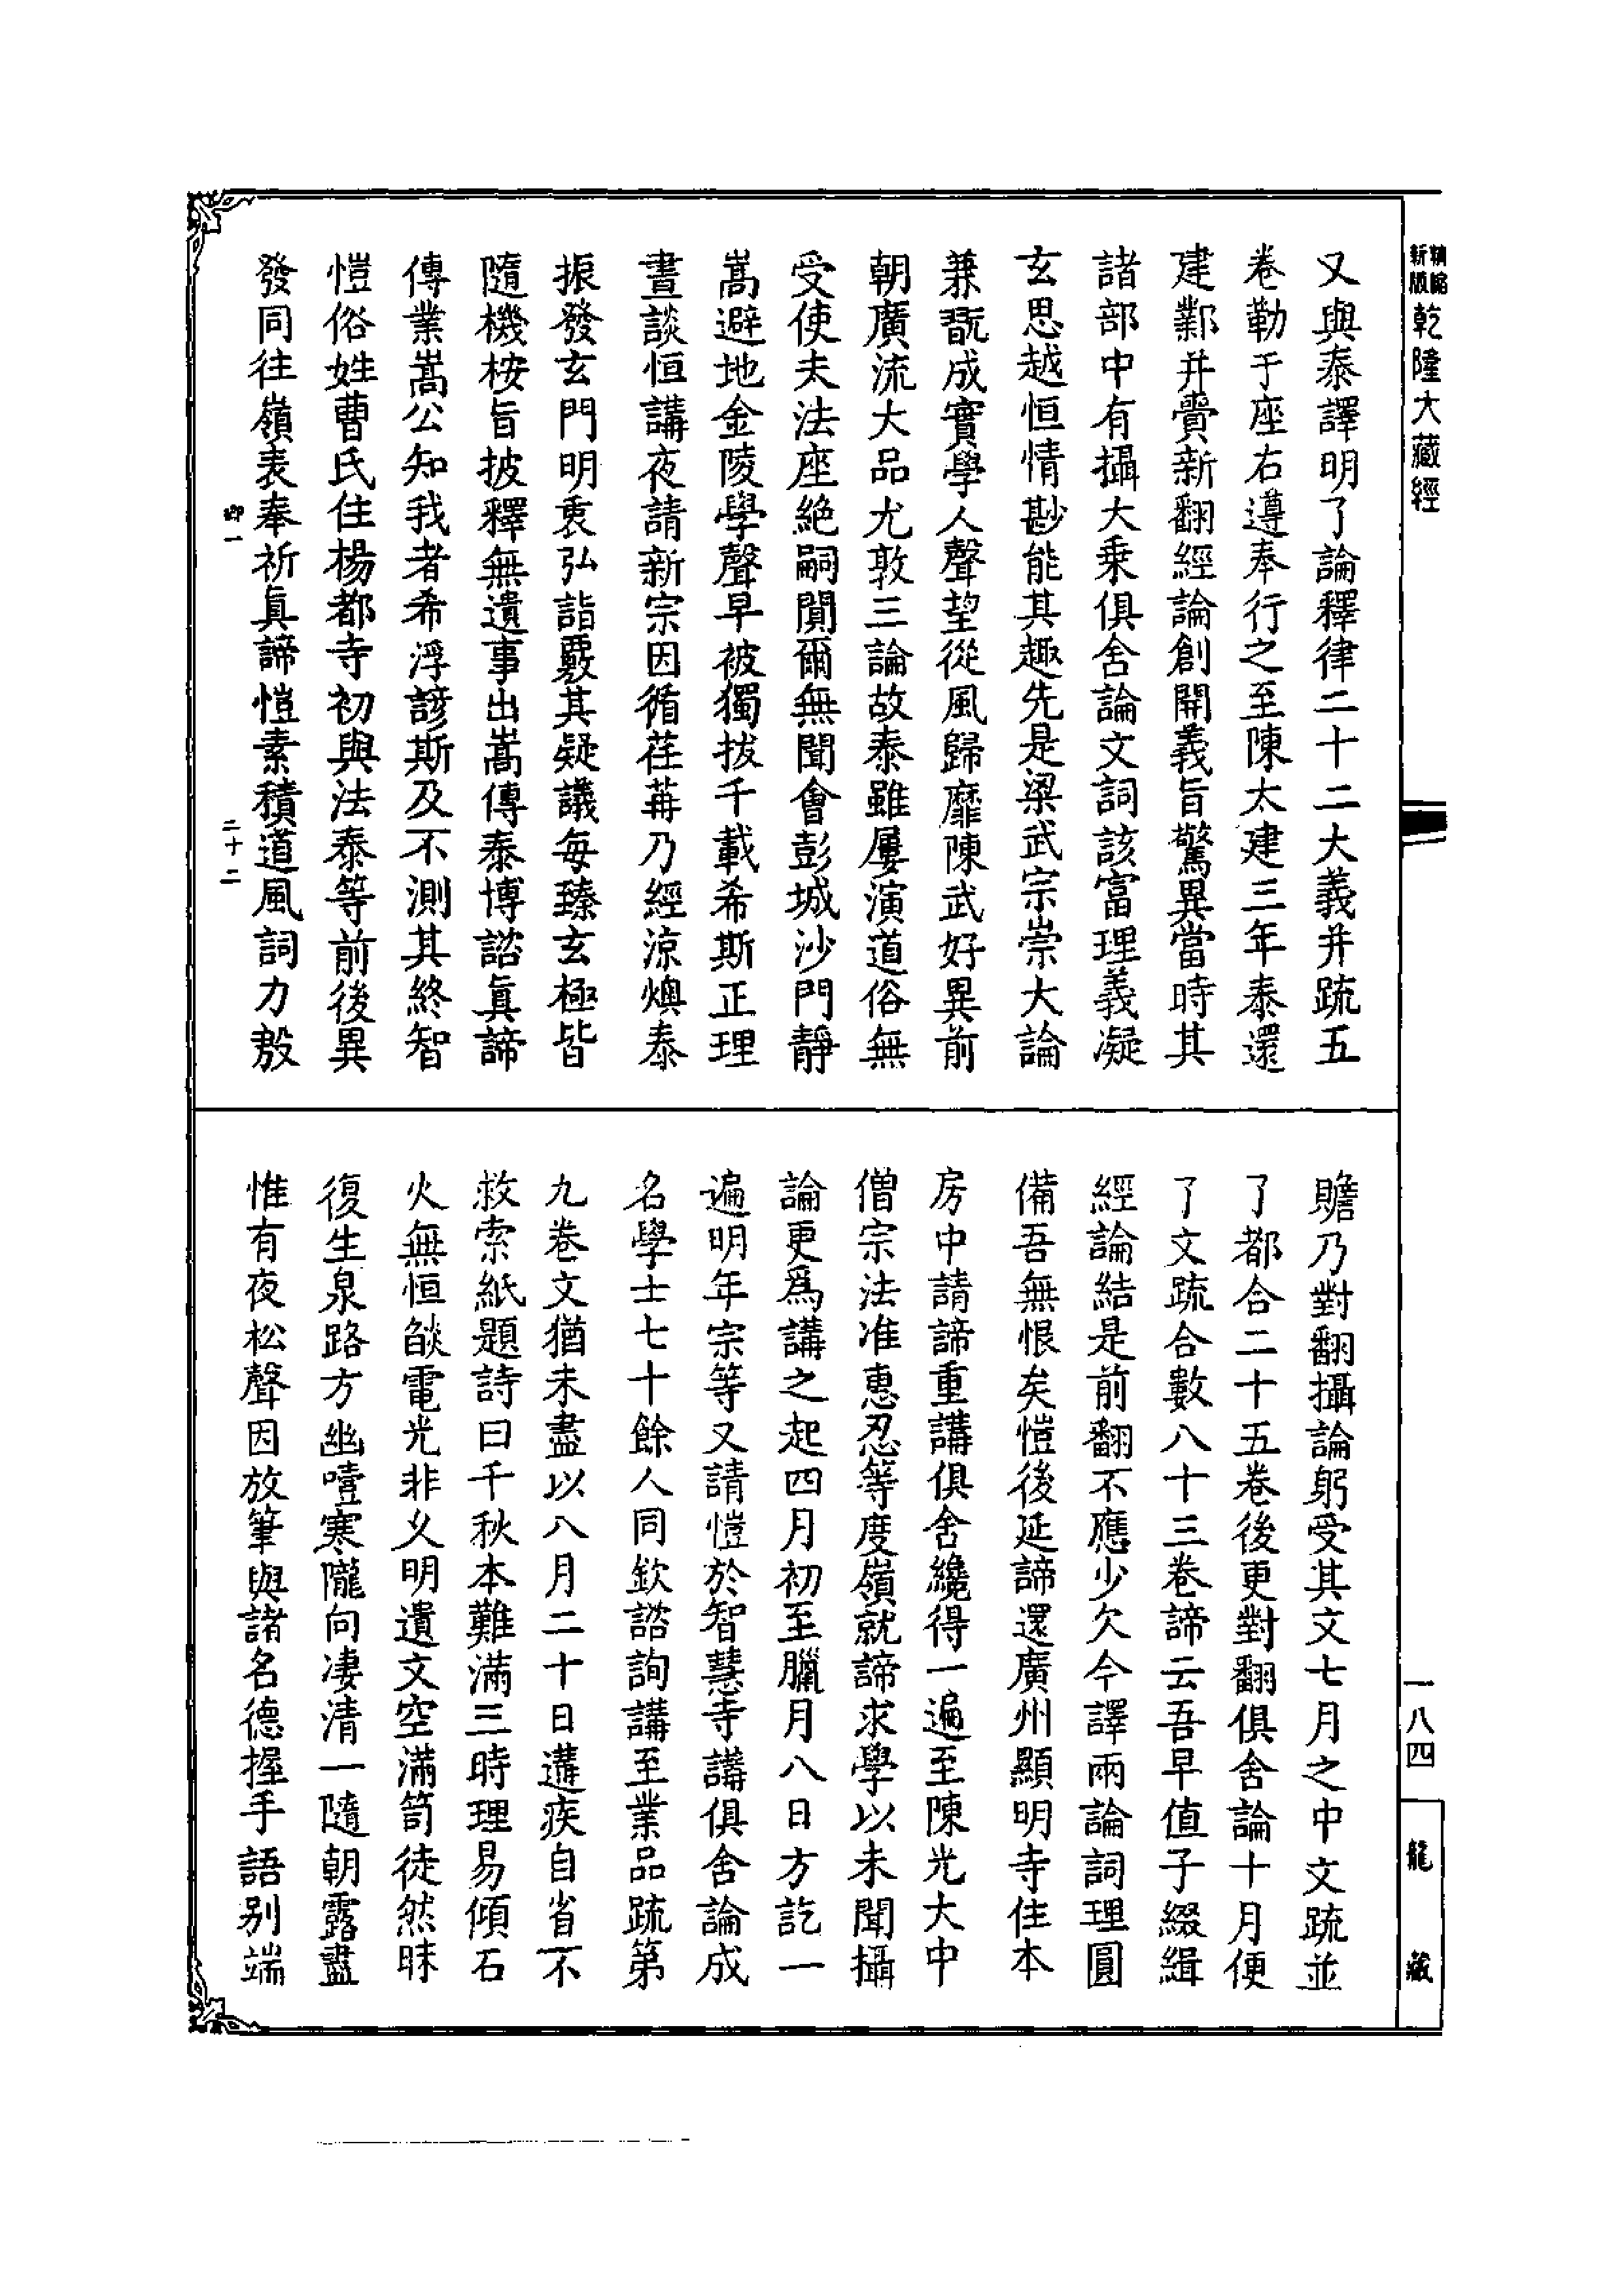 精縮
新版
乾隆大藏經
一八四
龍藏
又與泰譯明了論釋律二十二大義并疏五
卷勒于座右遵奉行之至陳太建三年泰還
建鄴并賷新翻經論創開義旨驚異當時其
諸部中有攝大乗俱舍論文詞該富理義凝
玄思越恒情尠能其趣先是梁武宗崇大論
兼翫成實學人聲望從風歸靡陳武好異前
朝廣流大品尤敦三論故泰雖屢演道俗無
受使夫法座絶嗣閴爾無聞會彭城沙門靜
嵩避地金陵學聲早被獨拔千載希斯正理
晝談恒講夜請新宗因循荏苒乃經涼燠泰
振發玄門明衷弘詣覈其疑議每臻玄極皆
隨機桉旨披釋無遺事出嵩傳泰博諮眞諦
傳業嵩公知我者希浮諺斯及不測其終智
愷俗姓曹氏住楊都寺初與法泰等前後異
發同往嶺表奉祈眞諦愷素積道風詞力殷
卿一
二十二
贍乃對翻攝論躬受其文七月之中文疏並
了都合二十五卷後更對翻俱舍論十月便
了文疏合數八十三卷諦云吾早值子綴緝
經論結是前翻不應少欠今譯兩論詞理圓
備吾無恨矣愷後延諦還廣州顯明寺住本
房中請諦重講俱舍纔得一遍至陳光大中
僧宗法准惠忍等度嶺就諦求學以未聞攝
論更爲講之起四月初至臘月八日方訖一
遍明年宗等又請愷於智慧寺講俱舍論成
名學士七十餘人同欽諮詢講至業品疏第
九卷文猶未盡以八月二十日遘疾自省不
救索紙題詩曰千秋本難滿三時理易傾石
火無恒燄電光非乆明遺文空滿笥徒然昧
復生泉路方幽噎寒隴向凄清一隨朝露盡
惟有夜松聲因放筆與諸名德握手語别端